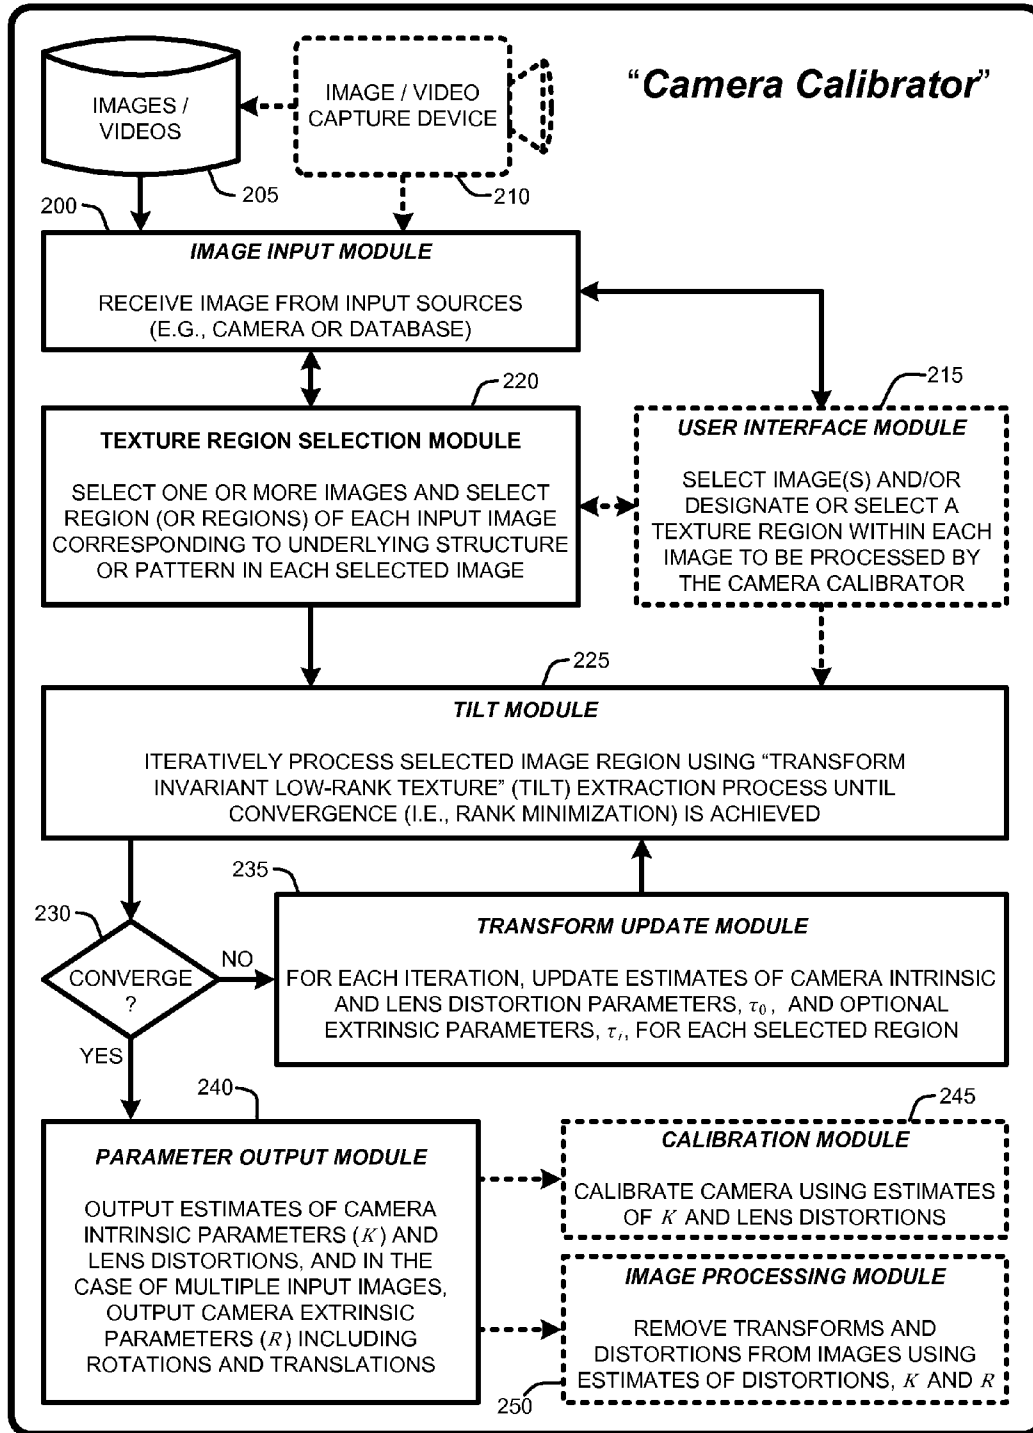 “Camera Calibrator”
IMAGES /
VIDEOS
205
IMAGE / VIDEO
CAPTURE DEVICE
210
200
IMAGE INPUT MODULE
RECEIVE IMAGE FROM INPUT SOURCES
(E.G., CAMERA OR DATABASE)
220
TEXTURE REGION SELECTION MODULE
SELECT ONE OR MORE IMAGES AND SELECT
REGION (OR REGIONS) OF EACH INPUT IMAGE
CORRESPONDING TO UNDERLYING STRUCTURE
OR PATTERN IN EACH SELECTED IMAGE
215
USER INTERFACE MODULE
SELECT IMAGE(S) AND/OR
DESIGNATE OR SELECT A
TEXTURE REGION WITHIN EACH
IMAGE TO BE PROCESSED BY
THE CAMERA CALIBRATOR
225
TILT MODULE
ITERATIVELY PROCESS SELECTED IMAGE REGION USING “TRANSFORM
INVARIANT LOW-RANK TEXTURE” (TILT) EXTRACTION PROCESS UNTIL
CONVERGENCE (I.E., RANK MINIMIZATION) IS ACHIEVED
230
CONVERGE
?
NO
YES
235
TRANSFORM UPDATE MODULE
FOR EACH ITERATION, UPDATE ESTIMATES OF CAMERA INTRINSIC
AND LENS DISTORTION PARAMETERS, τ₀, AND OPTIONAL
EXTRINSIC PARAMETERS, τᵢ, FOR EACH SELECTED REGION
240
PARAMETER OUTPUT MODULE
OUTPUT ESTIMATES OF CAMERA
INTRINSIC PARAMETERS (K) AND
LENS DISTORTIONS, AND IN THE
CASE OF MULTIPLE INPUT IMAGES,
OUTPUT CAMERA EXTRINSIC
PARAMETERS (R) INCLUDING
ROTATIONS AND TRANSLATIONS
245
CALIBRATION MODULE
CALIBRATE CAMERA USING ESTIMATES
OF K AND LENS DISTORTIONS
IMAGE PROCESSING MODULE
REMOVE TRANSFORMS AND
DISTORTIONS FROM IMAGES USING
ESTIMATES OF DISTORTIONS, K AND R
250